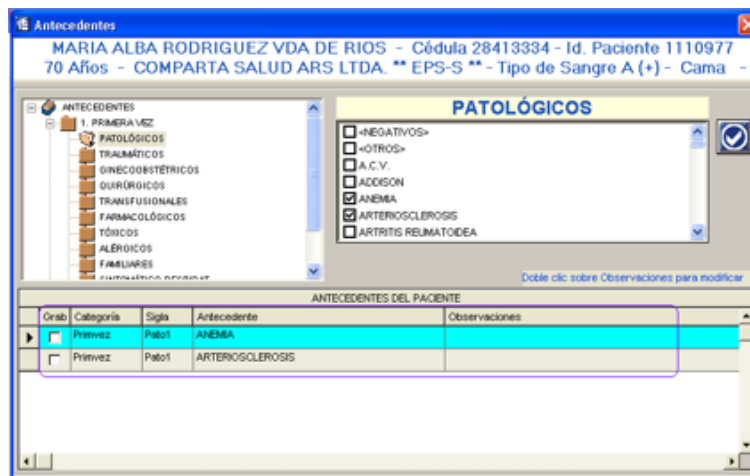 Antecedentes
MARIA ALBA RODRIGUEZ VDA DE RIOS - Cédula 28413334 - Id. Paciente 1110977
70 Años - COMPARTA SALUD ARS LTDA. ** EPS-S ** - Tipo de Sangre A (+) - Cama -
ANTECEDENTES
1. PRIMERA VEZ
PATOLÓGICOS
TRAUMÁTICOS
GINECOOBSTÉTRICOS
QUIRÚRGICOS
TRANSFUSIONALES
FARMACOLÓGICOS
TÓXICOS
ALÉRGICOS
FAMILIARES
PATOLÓGICOS
<NEGATIVOS>
<OTROS>
A.C.V.
ADDISON
ANEMIA
ARTERIOSCLEROSIS
ARTRITIS REUMATOIDEA
Doble clic sobre Observaciones para modificar
ANTECEDENTES DEL PACIENTE
Grab Categoría Sigla Antecedente Observaciones
Primvez Pato1 ANEMIA
Primvez Pato1 ARTERIOSCLEROSIS